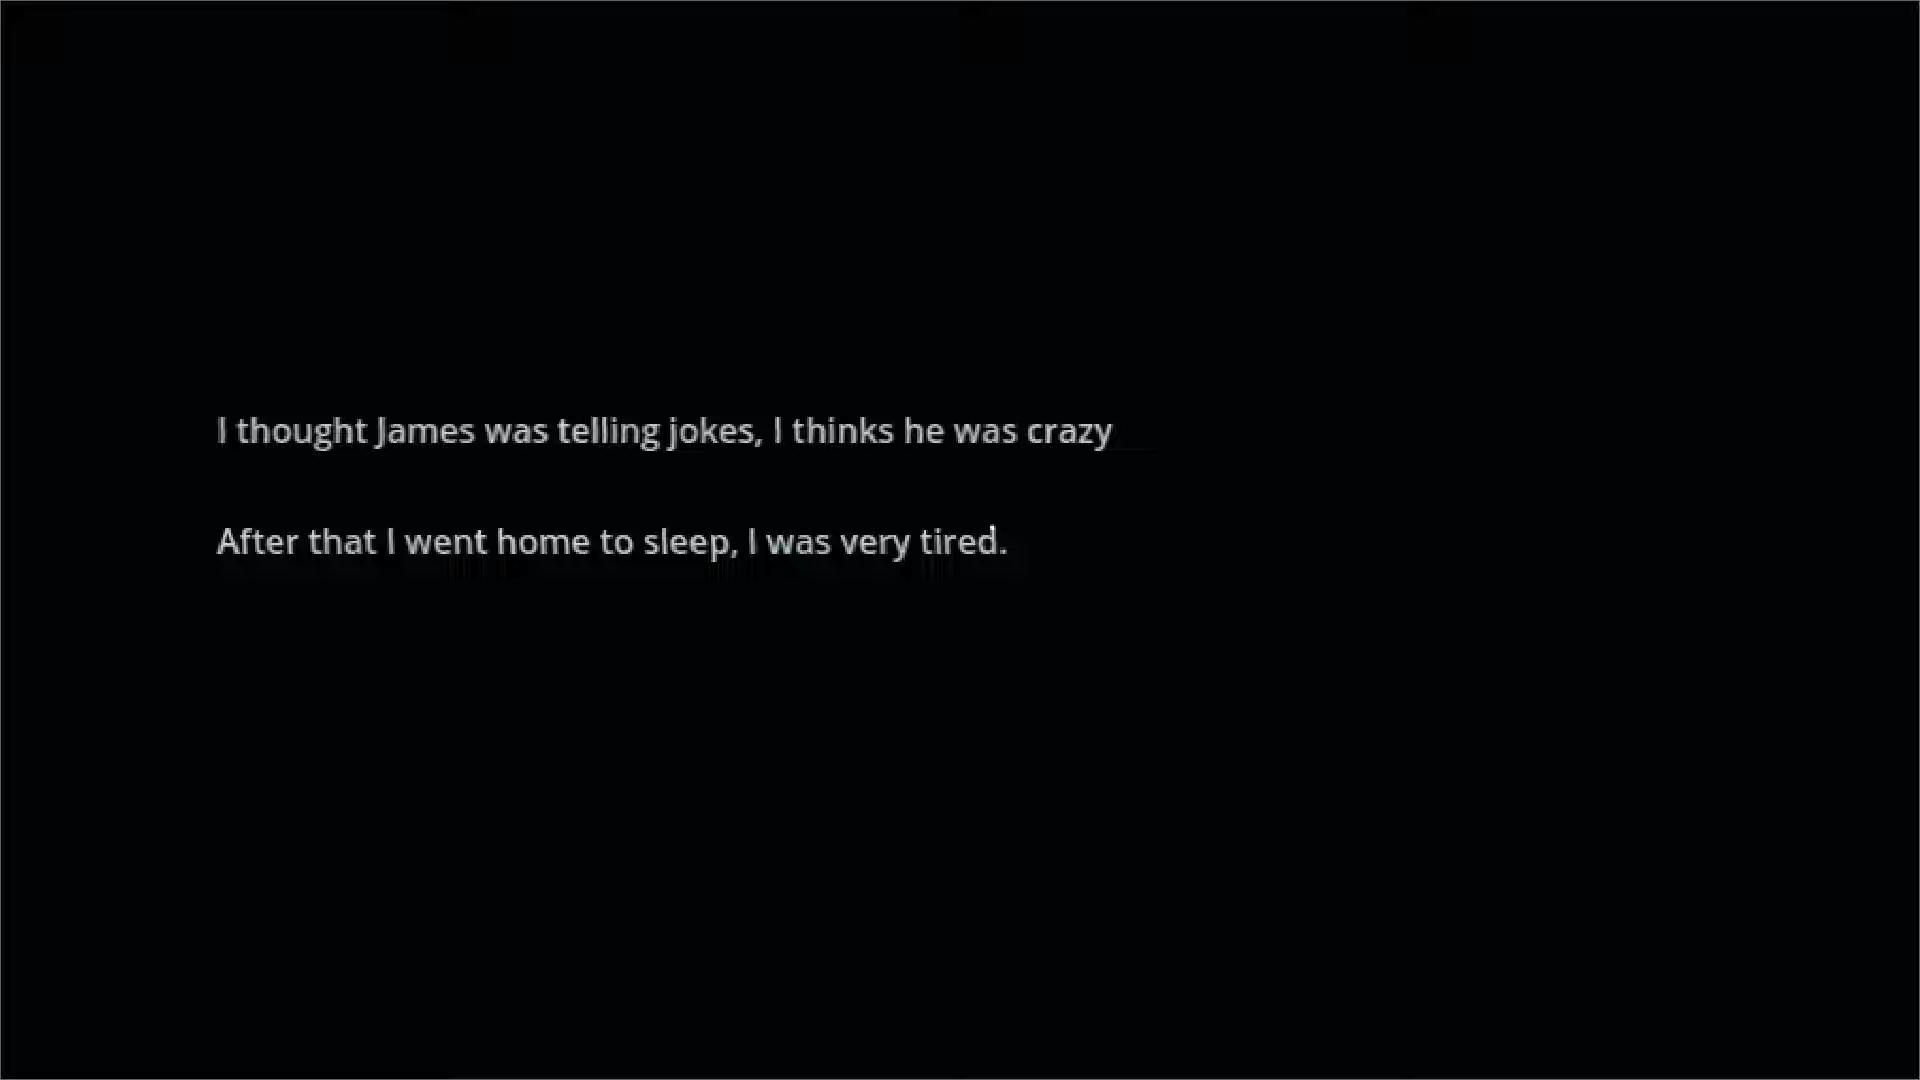 I thought James was telling jokes, I thinks he was crazy
After that I went home to sleep, I was very tired.